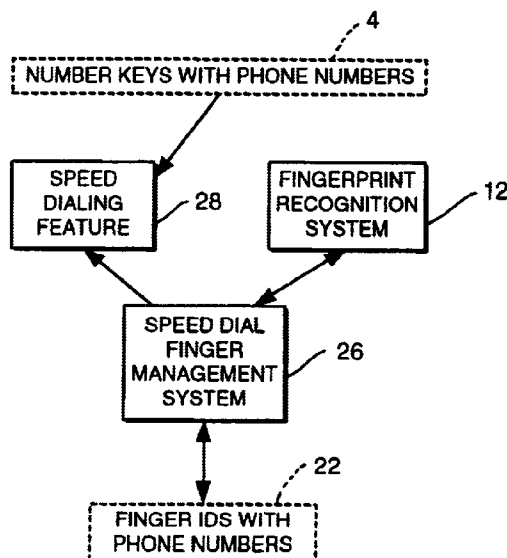 4
NUMBER KEYS WITH PHONE NUMBERS
SPEED
DIALING
FEATURE
28
FINGERPRINT
RECOGNITION
SYSTEM
12
SPEED DIAL
FINGER
MANAGEMENT
SYSTEM
26
22
FINGER IDS WITH
PHONE NUMBERS